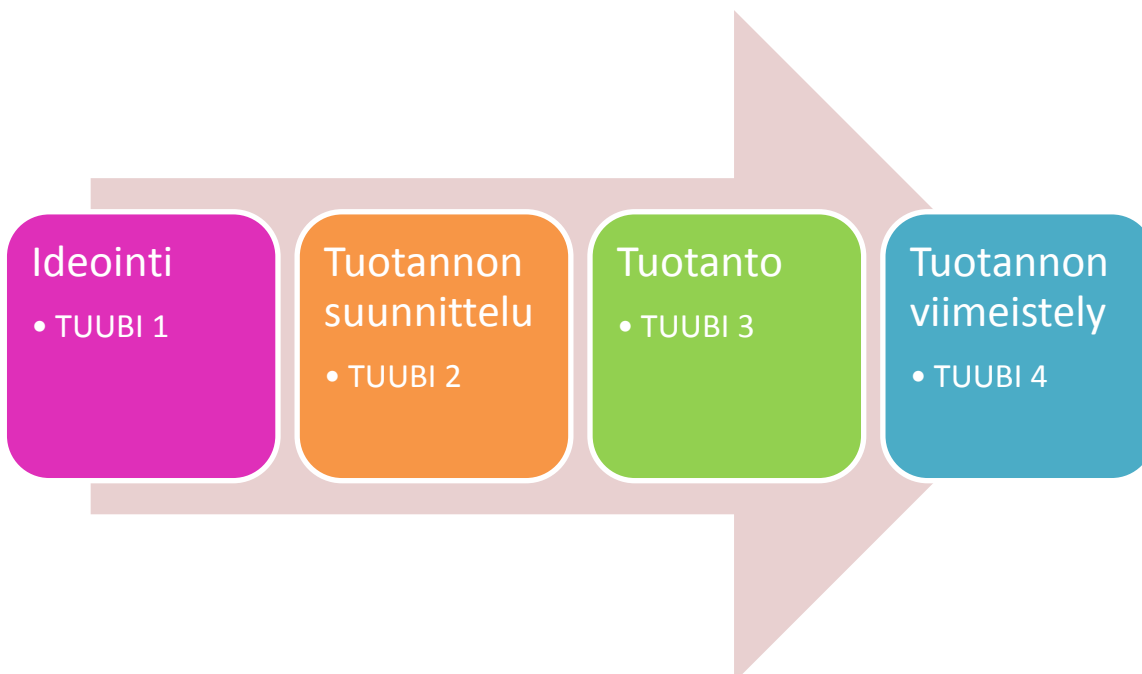 Ideointi
• TUUBI 1
Tuotannon
suunnittelu
• TUUBI 2
Tuotanto
• TUUBI 3
Tuotannon
viimeistely
• TUUBI 4